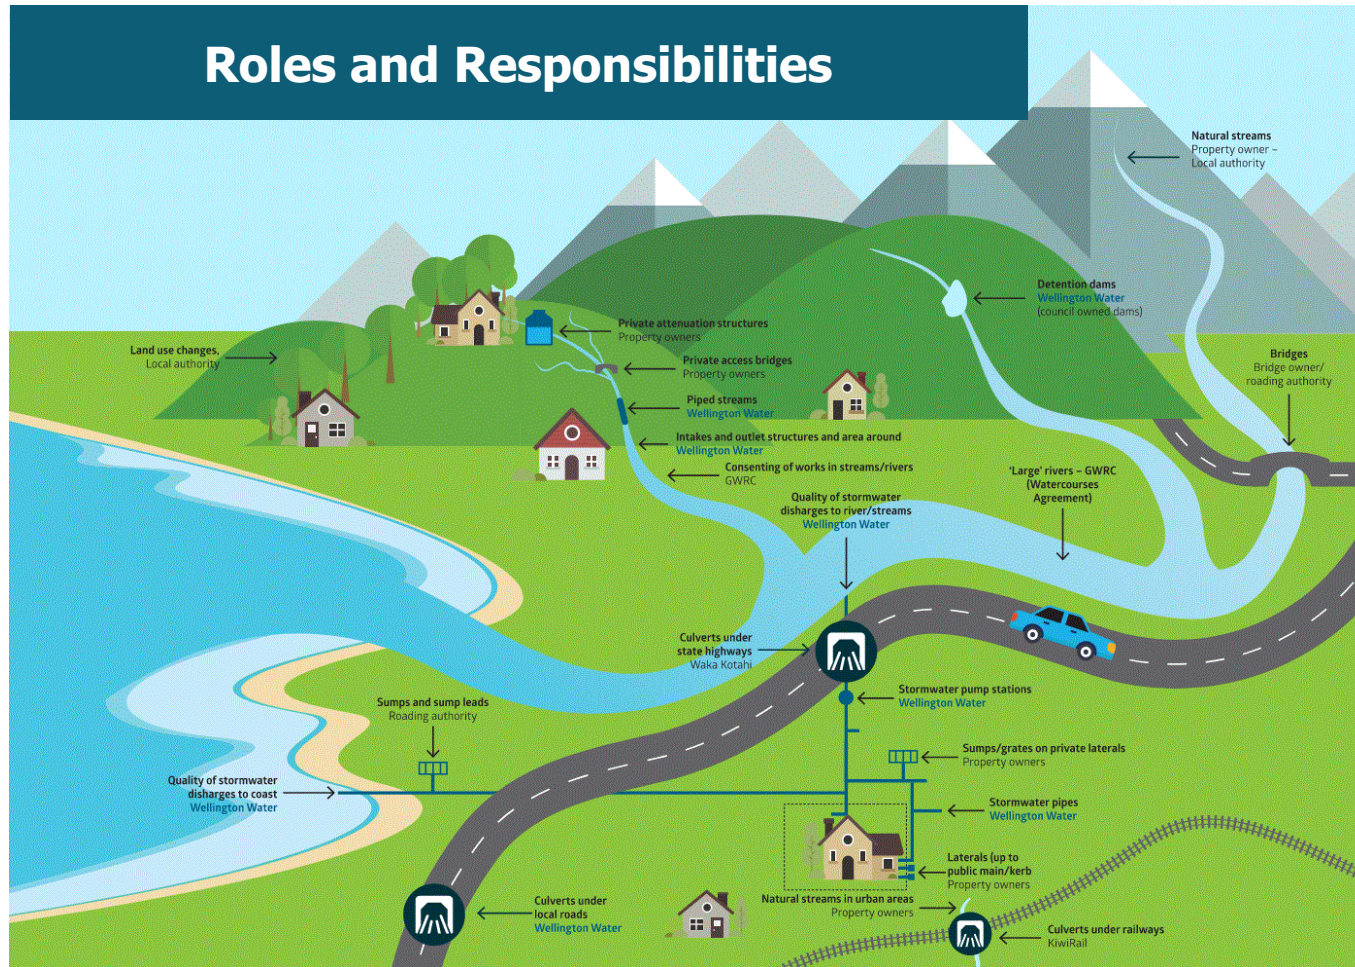 Roles and Responsibilities
Natural streams
Property owner –
Local authority
Detention dams
Wellington Water
(council owned dams)
Private attenuation structures
Property owners
Land use changes,
Local authority
Private access bridges
Property owners
Bridges
Bridge owner/
roading authority
Piped streams
Wellington Water
Intakes and outlet structures and area around
Wellington Water
Consenting of works in streams/rivers
GWRC
'Large' rivers – GWRC
(Watercourses
Agreement)
Quality of stormwater
disharges to river/streams
Wellington Water
Culverts under
state highways
Waka Kotahi
Stormwater pump stations
Wellington Water
Sumps and sump leads
Roading authority
Sumps/grates on private laterals
Property owners
Quality of stormwater
disharges to coast
Wellington Water
Stormwater pipes
Wellington Water
Laterals (up to
public main/kerb
Property owners
Natural streams in urban areas
Property owners
Culverts under
local roads
Wellington Water
Culverts under railways
KiwiRail